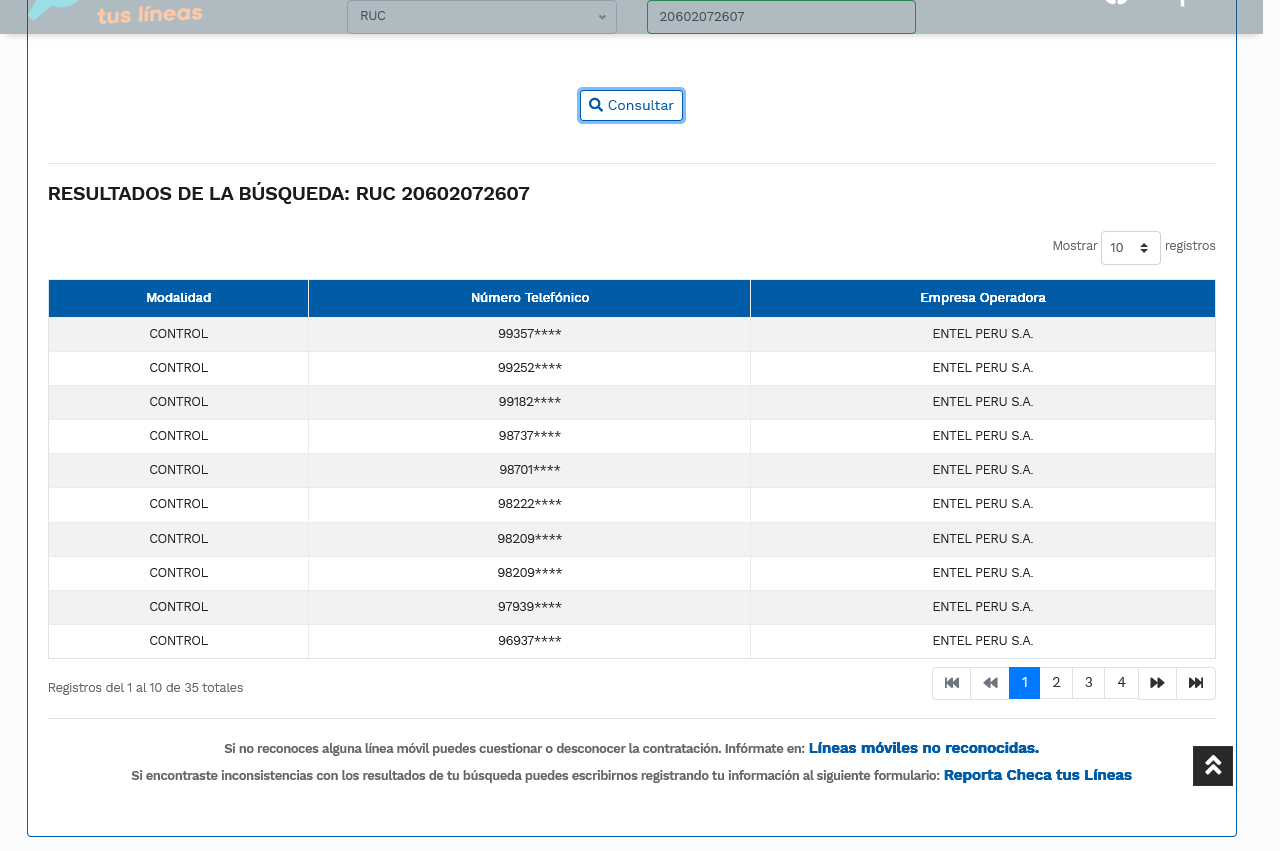 tus líneas
RUC
20602072607
Consultar
RESULTADOS DE LA BÚSQUEDA: RUC 20602072607
Mostrar 10 registros
Modalidad Número Telefónico Empresa Operadora
CONTROL 99357**** ENTEL PERU S.A.
CONTROL 99252**** ENTEL PERU S.A.
CONTROL 99182**** ENTEL PERU S.A.
CONTROL 98737**** ENTEL PERU S.A.
CONTROL 98701**** ENTEL PERU S.A.
CONTROL 98222**** ENTEL PERU S.A.
CONTROL 98209**** ENTEL PERU S.A.
CONTROL 98209**** ENTEL PERU S.A.
CONTROL 97939**** ENTEL PERU S.A.
CONTROL 96937**** ENTEL PERU S.A.
Registros del 1 al 10 de 35 totales
1 2 3 4
Si no reconoces alguna línea móvil puedes cuestionar o desconocer la contratación. Infórmate en: Líneas móviles no reconocidas.
Si encontraste inconsistencias con los resultados de tu búsqueda puedes escribirnos registrando tu información al siguiente formulario: Reporta Checa tus Líneas